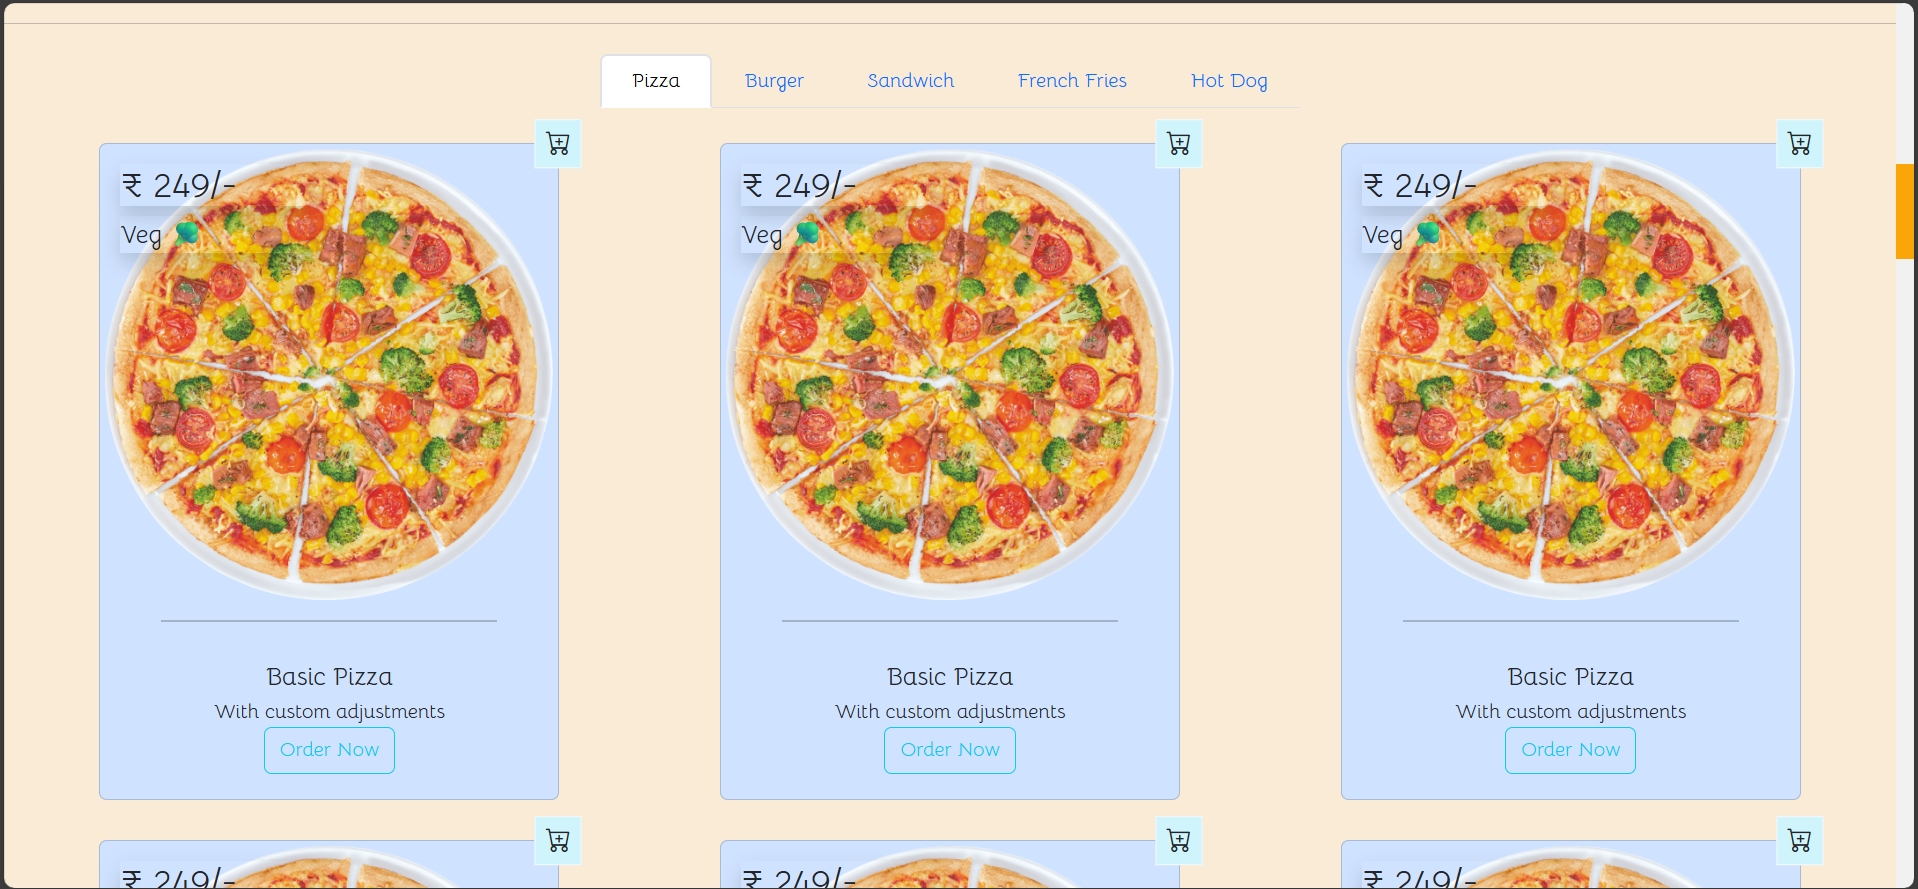 Pizza Burger Sandwich French Fries Hot Dog
₹ 249/- ₹ 249/- ₹ 249/-
Veg Veg Veg
Basic Pizza Basic Pizza Basic Pizza
With custom adjustments With custom adjustments With custom adjustments
Order Now Order Now Order Now
₹ 249/- ₹ 249/- ₹ 249/-